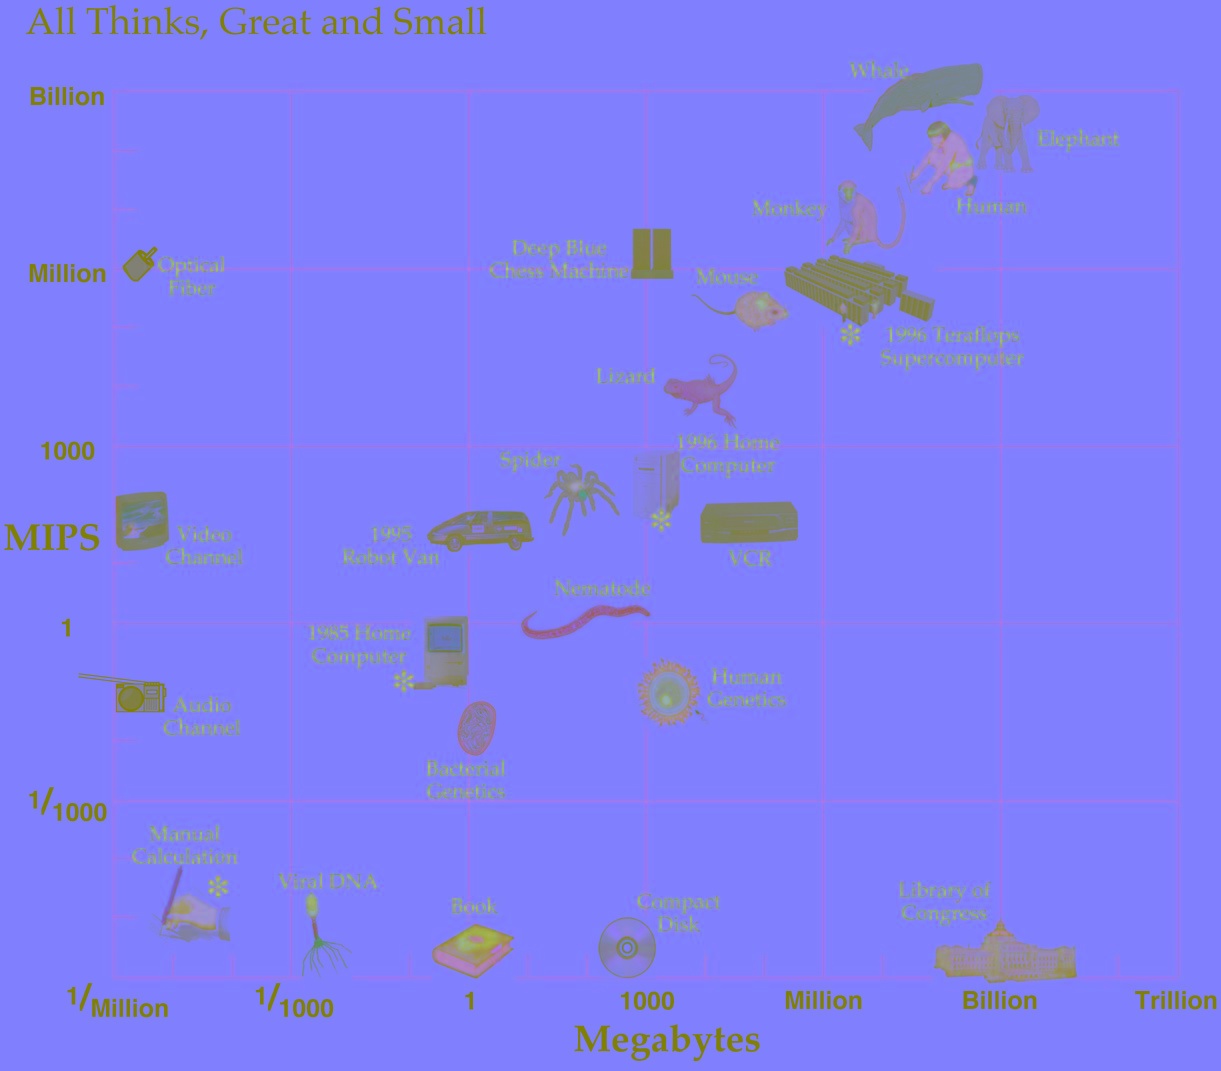 All Thinks, Great and Small
Whale
Billion
Elephant
Monkey
Human
Deep Blue
Chess Machine
Optical
Fiber
Million
Mouse
1996 Teraflops
Supercomputer
Lizard
1996 Home
Computer
1000
Spider
MIPS
Video
Channel
1995
Robot Van
VCR
Nematode
1
1985 Home
Computer
Human
Genetics
Audio
Channel
Bacterial
Genetics
1/1000
Manual
Calculation
Viral DNA
Book
Compact
Disk
Library of
Congress
1/Million 1/1000 1 1000 Million Billion Trillion
Megabytes